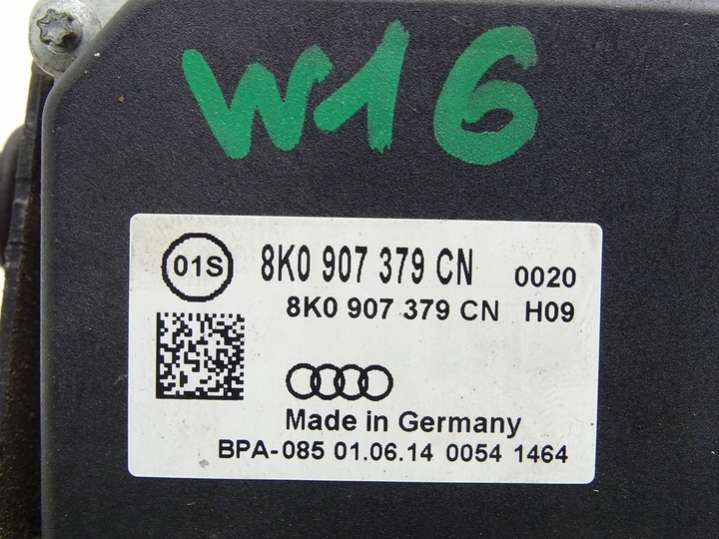 W16
01S 8K0 907 379 CN 0020
8K0 907 379 CN H09
Made in Germany
BPA-085 01.06.14 0054 1464